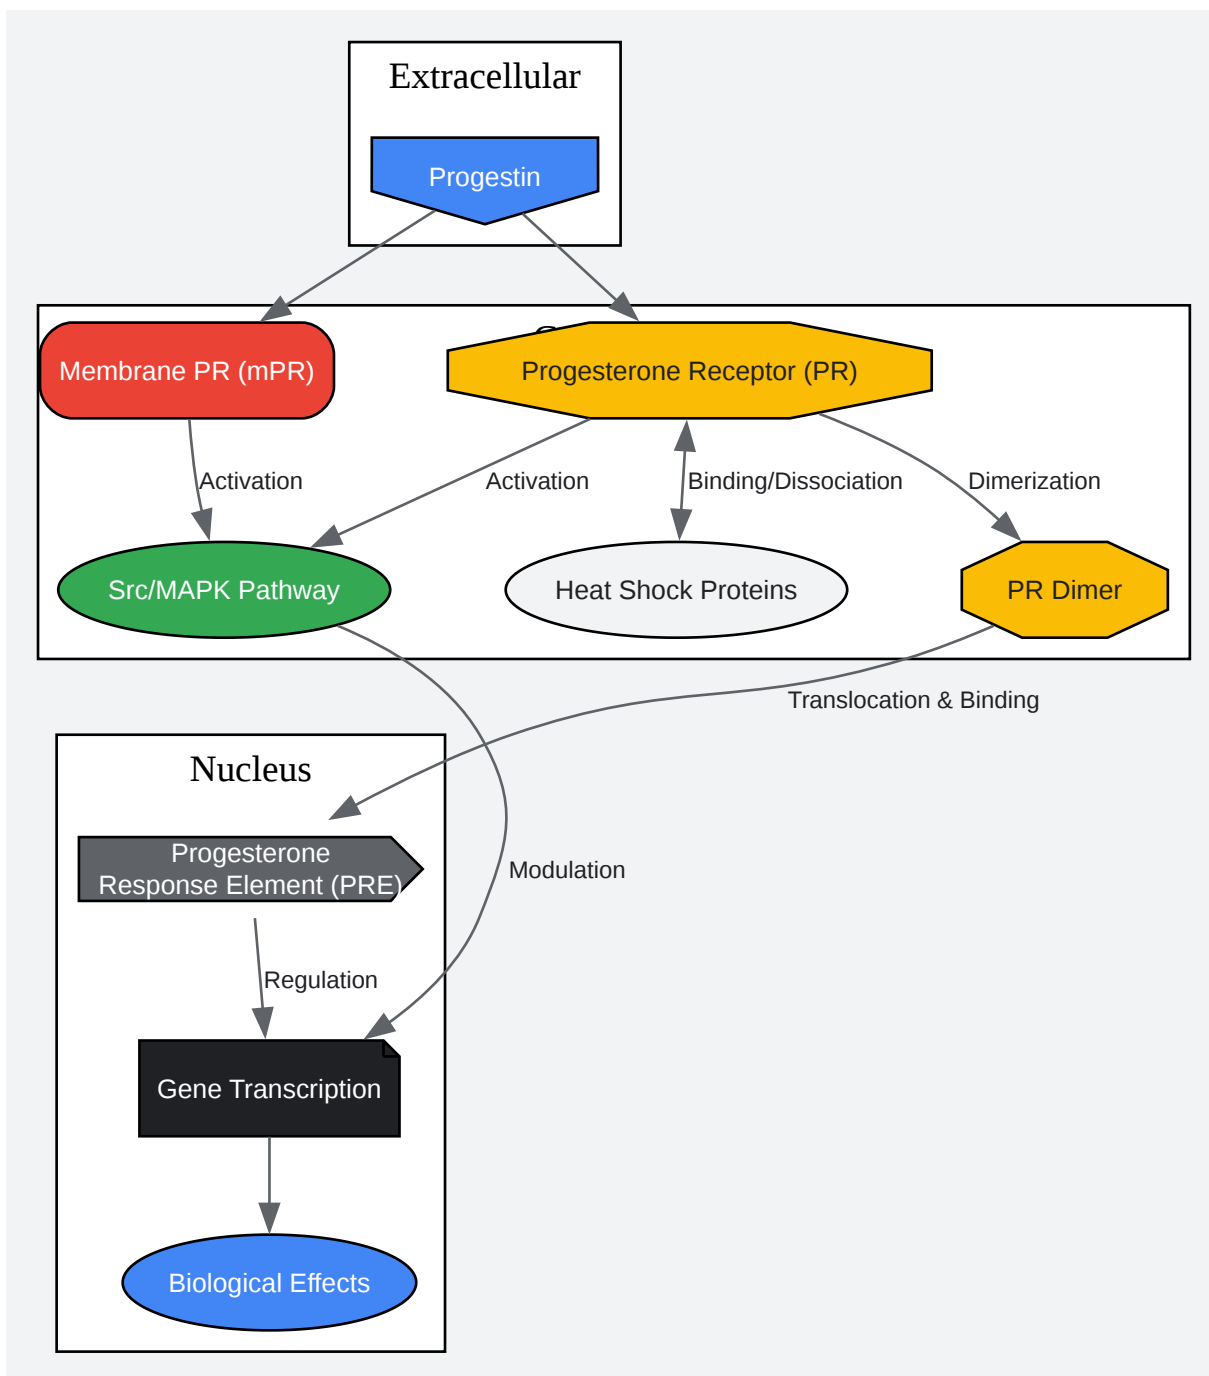 Extracellular
Progestin
Membrane PR (mPR)
Progesterone Receptor (PR)
Activation
Activation
Binding/Dissociation
Dimerization
Src/MAPK Pathway
Heat Shock Proteins
PR Dimer
Translocation & Binding
Nucleus
Progesterone
Response Element (PRE)
Modulation
Regulation
Gene Transcription
Biological Effects